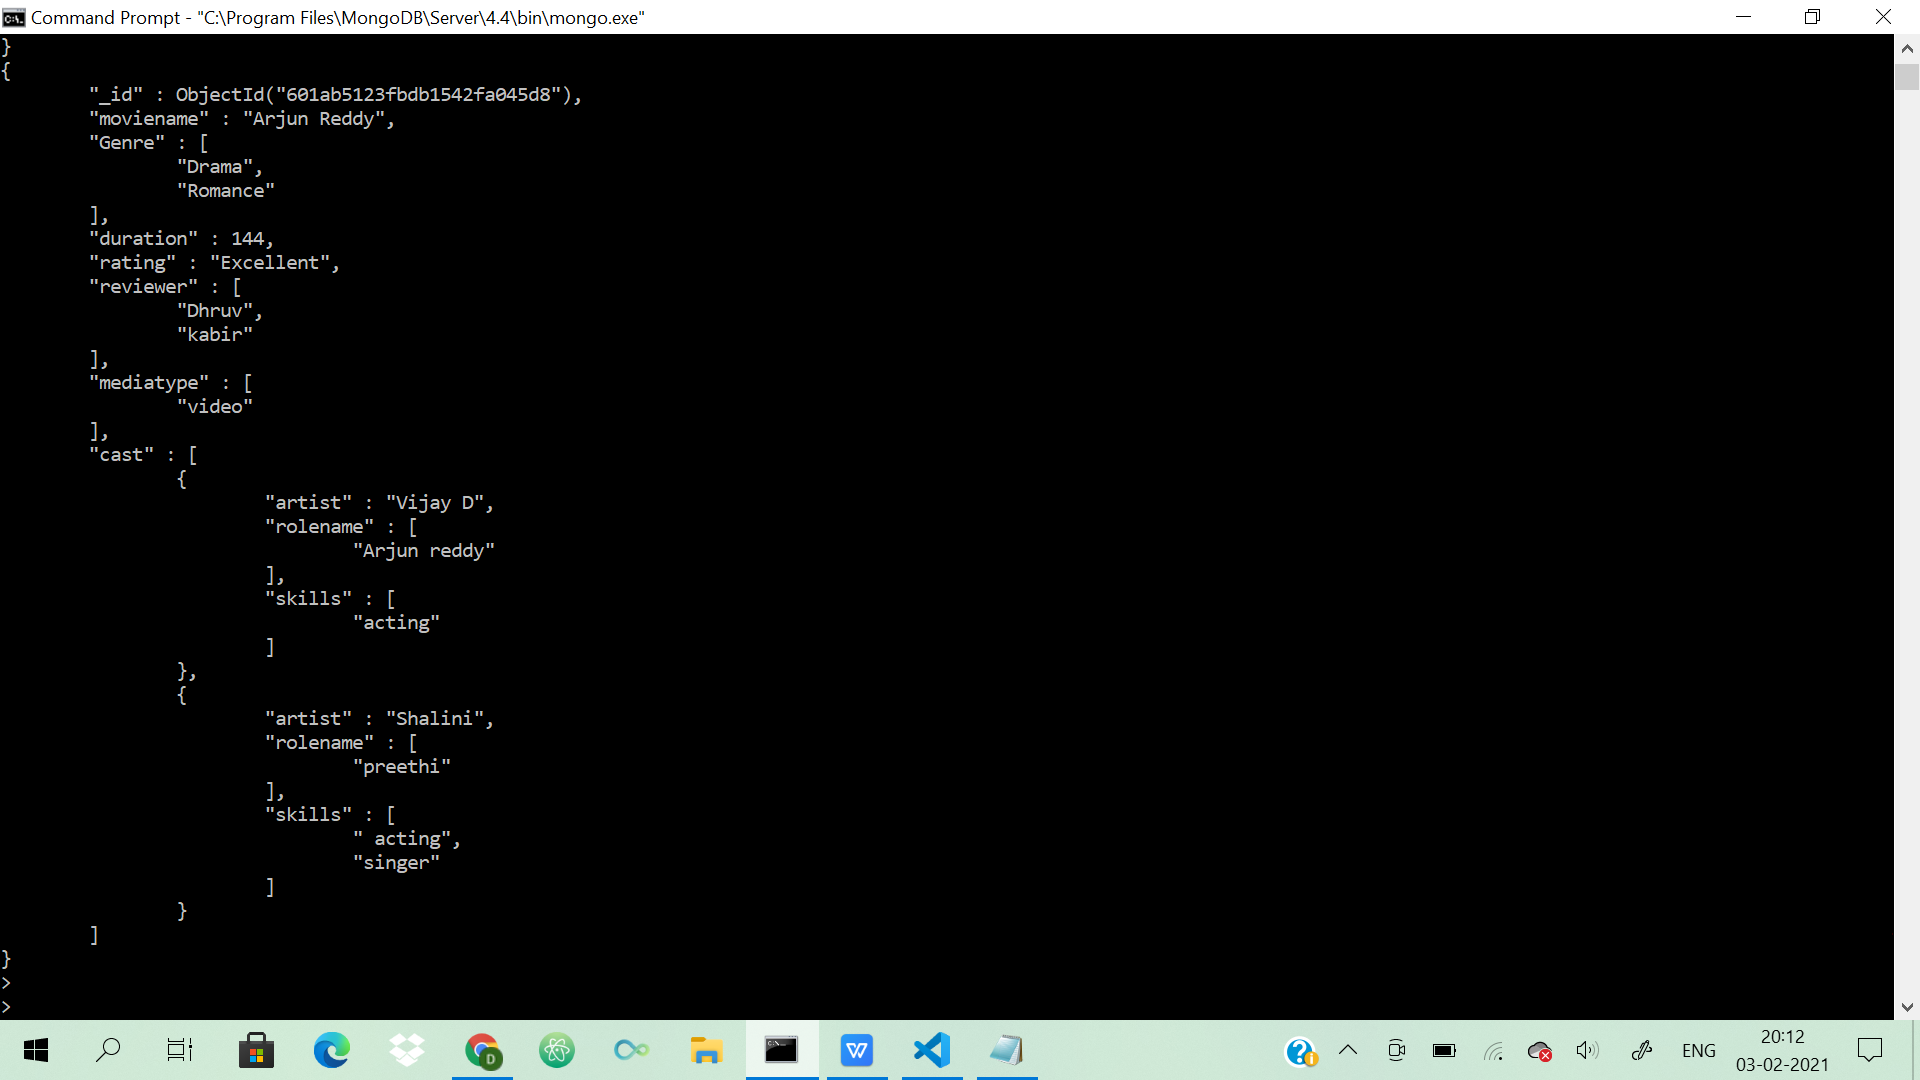 Command Prompt - "C:\Program Files\MongoDB\Server\4.4\bin\mongo.exe"
}
{
"_id" : ObjectId("601ab5123fbdb1542fa045d8"),
"moviename" : "Arjun Reddy",
"Genre" : [
"Drama",
"Romance"
],
"duration" : 144,
"rating" : "Excellent",
"reviewer" : [
"Dhruv",
"kabir"
],
"mediatype" : [
"video"
],
"cast" : [
{
"artist" : "Vijay D",
"rolename" : [
"Arjun reddy"
],
"skills" : [
"acting"
]
},
{
"artist" : "Shalini",
"rolename" : [
"preethi"
],
"skills" : [
" acting",
"singer"
]
}
]
}
>
>
D
W
ENG
20:12
03-02-2021